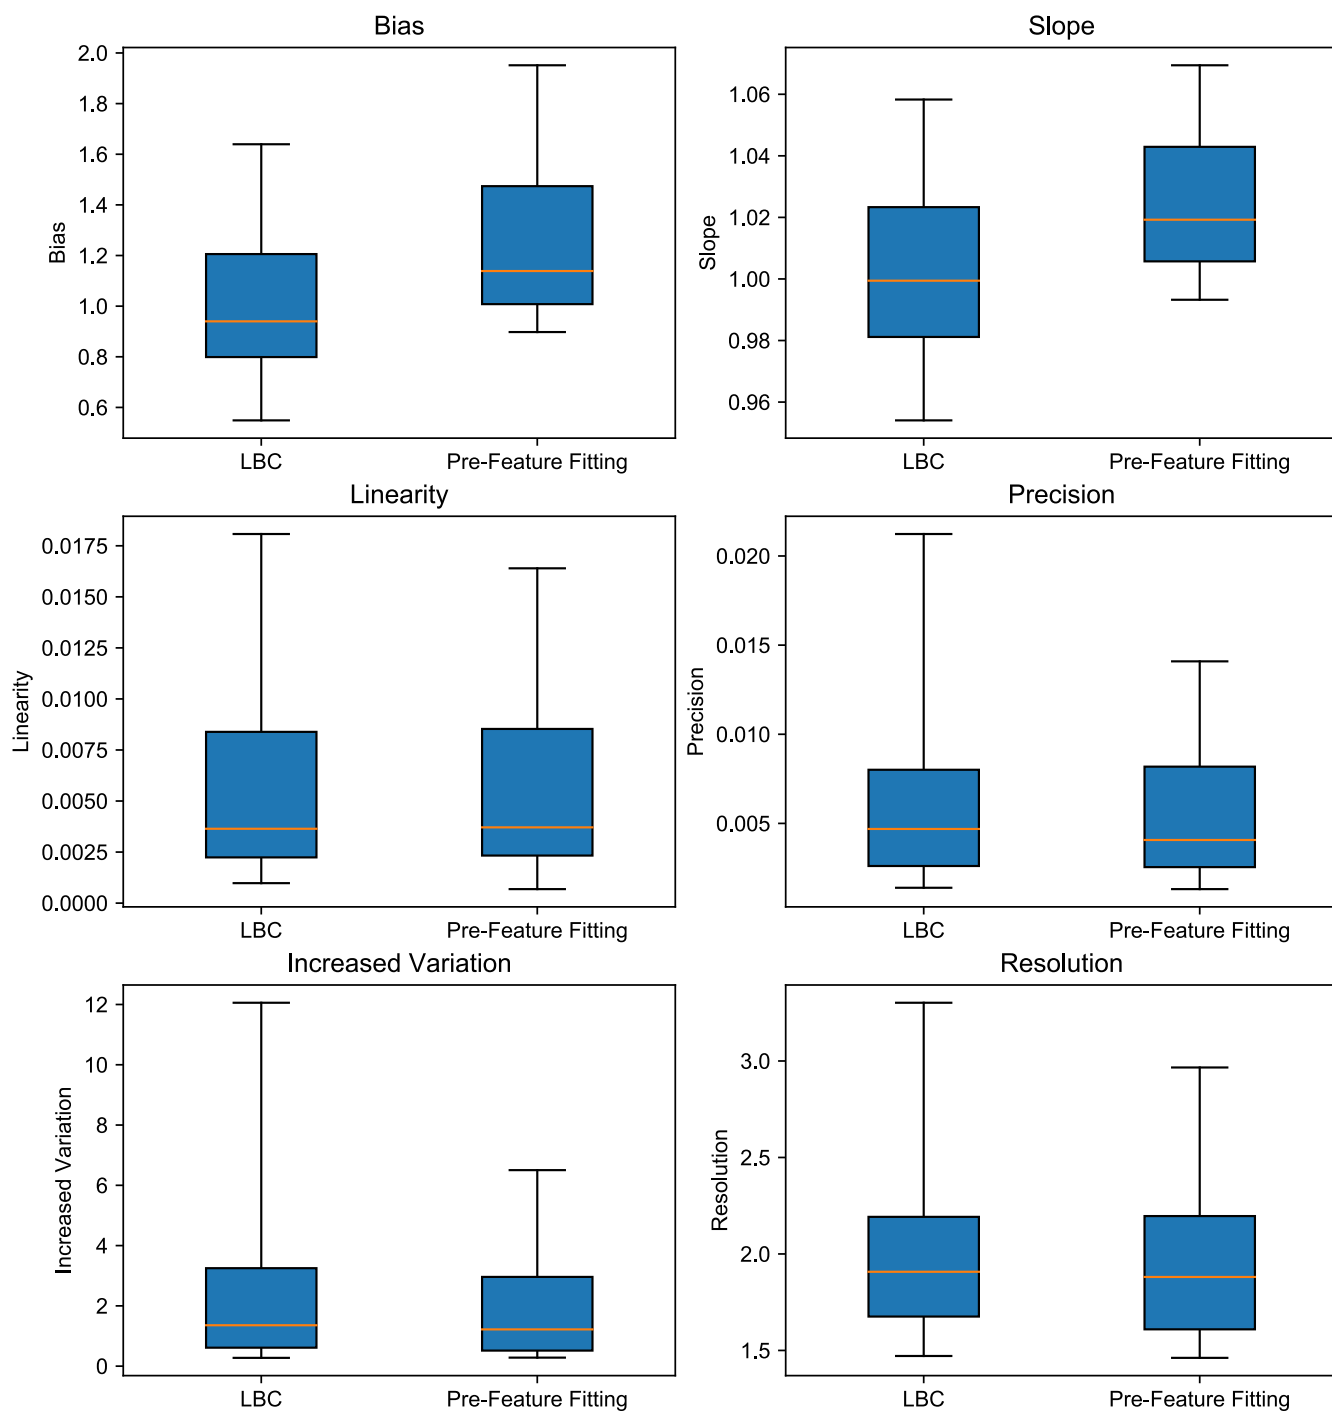 Bias
2.0
1.8
1.6
1.4
1.2
1.0
0.8
0.6
Bias
LBC
Pre-Feature Fitting
Slope
1.06
1.04
1.02
1.00
0.98
0.96
Slope
LBC
Pre-Feature Fitting
Linearity
0.0175
0.0150
0.0125
0.0100
0.0075
0.0050
0.0025
0.0000
Linearity
LBC
Pre-Feature Fitting
Precision
0.020
0.015
0.010
0.005
Precision
LBC
Pre-Feature Fitting
Increased Variation
12
10
8
6
4
2
0
Increased Variation
LBC
Pre-Feature Fitting
Resolution
3.0
2.5
2.0
1.5
Resolution
LBC
Pre-Feature Fitting